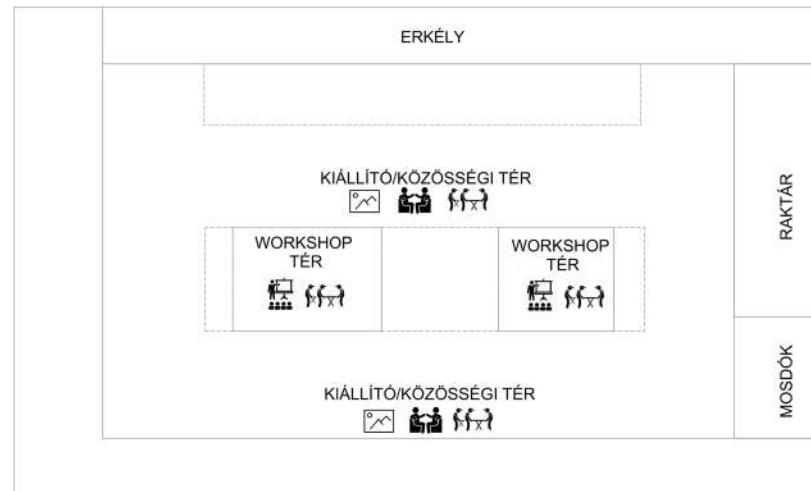 ERKÉLY
KIÁLLÍTÓ/KÖZÖSSÉGI TÉR
RAKTÁR
WORKSHOP
TÉR
WORKSHOP
TÉR
MOSDÓK
KIÁLLÍTÓ/KÖZÖSSÉGI TÉR